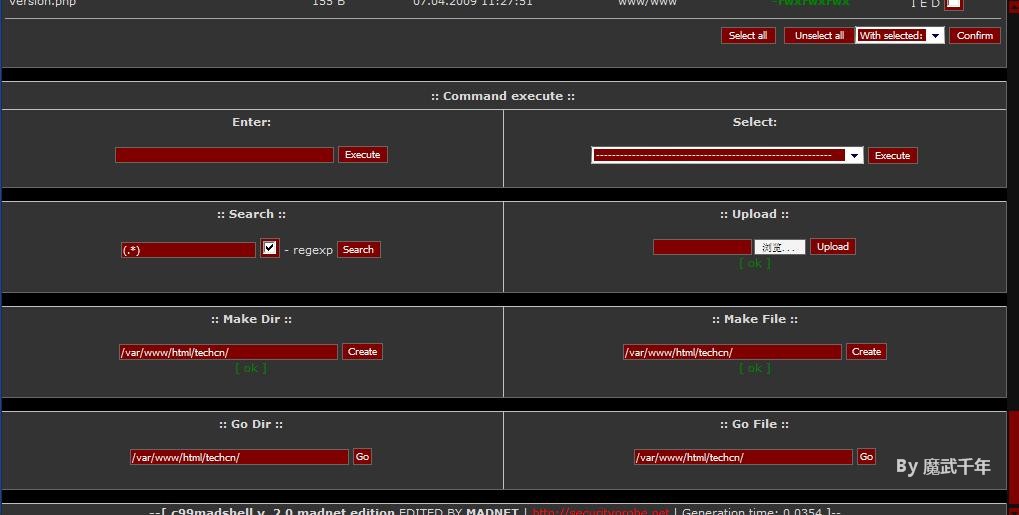 version.php 155 B 07.04.2009 11:27:51 www/www -rwxrwxrwx I E D
Select all Unselect all With selected: Confirm
:: Command execute ::
Enter: Select:
Execute ------------------------------------------------------------ Execute
:: Search :: :: Upload ::
(.*) - regexp Search 浏览... Upload
[ ok ]
:: Make Dir :: :: Make File ::
/var/www/html/techcn/ Create /var/www/html/techcn/ Create
[ ok ] [ ok ]
:: Go Dir :: :: Go File ::
/var/www/html/techcn/ Go /var/www/html/techcn/ Go
By 魔武千年
--[ c99madshell v. 2.0 madnet edition EDITED BY MADNET | http://securityprobe.net | Generation time: 0.0354 ]--